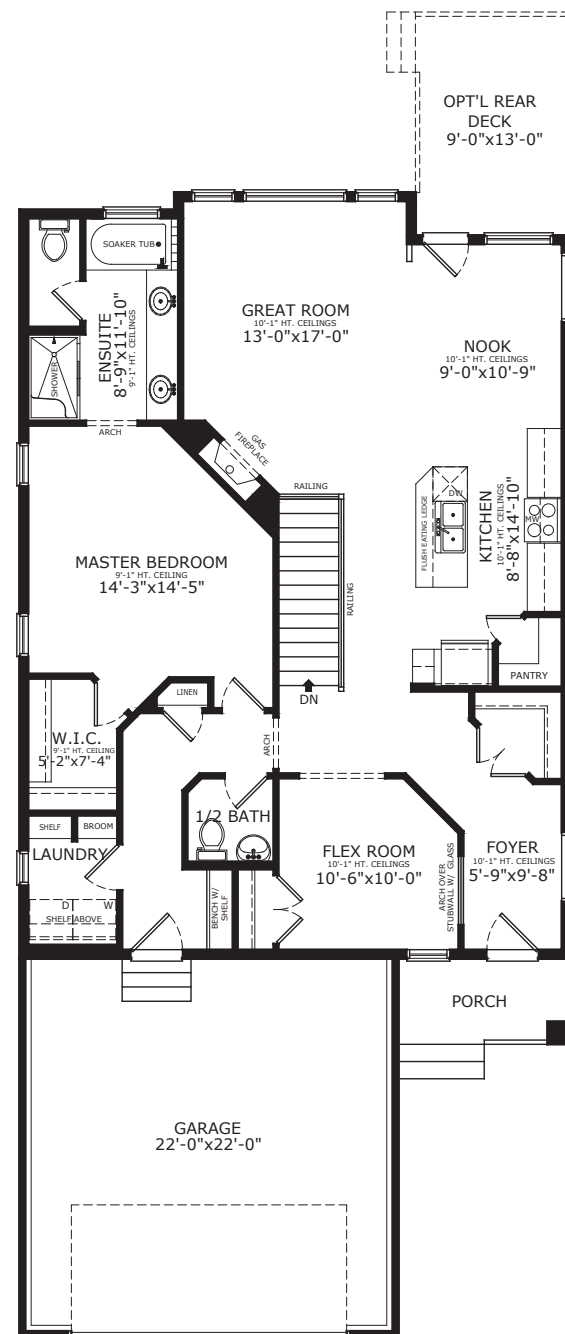 OPT'L REAR
DECK
9'-0"x13'-0"
SOAKER TUB
GREAT ROOM
10'-1" HT. CEILINGS
13'-0"x17'-0"
ENSUITE
8'-9"x11'-10"
9'-1" HT. CEILINGS
NOOK
10'-1" HT. CEILINGS
9'-0"x10'-9"
SHOWER
ARCH
GAS
FIREPLACE
RAILING
DW
FLUSH EATING LEDGE
KITCHEN
10'-1" HT. CEILINGS
8'-8"x14'-10"
MW
MASTER BEDROOM
9'-1" HT. CEILING
14'-3"x14'-5"
RAILING
PANTRY
LINEN
DN
W.I.C.
9'-1" HT. CEILING
5'-2"x7'-4"
ARCH
SHELF
BROOM
LAUNDRY
1/2 BATH
FLEX ROOM
10'-1" HT. CEILINGS
10'-6"x10'-0"
ARCH OVER
STUBWALL W/ GLASS
FOYER
10'-1" HT. CEILINGS
5'-9"x9'-8"
D
W
SHELF ABOVE
BENCH W/
SHELF
PORCH
GARAGE
22'-0"x22'-0"